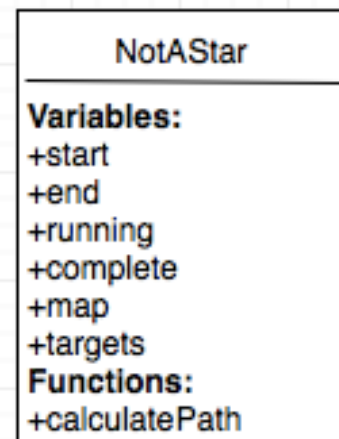 NotAStar
Variables:
+start
+end
+running
+complete
+map
+targets
Functions:
+calculatePath